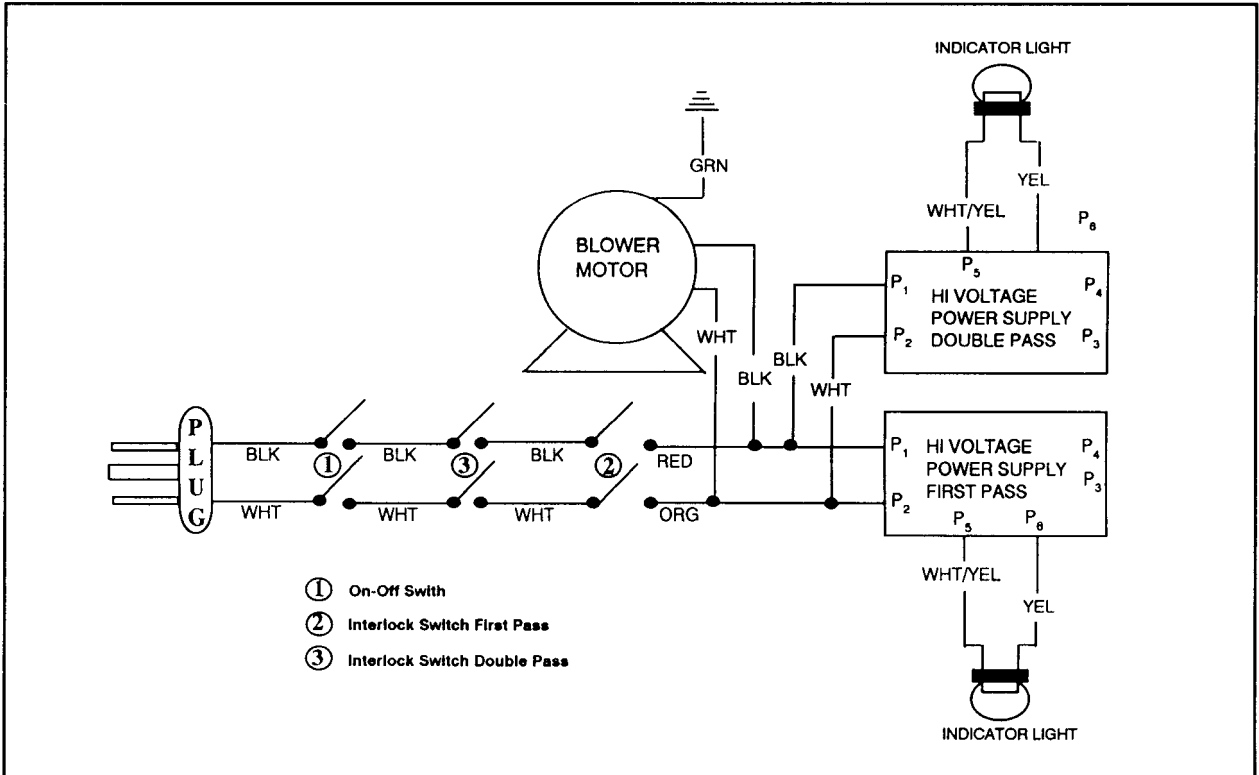 INDICATOR LIGHT
GRN
YEL
WHT/YEL
P6
BLOWER
MOTOR
P5
P1
HI VOLTAGE
POWER SUPPLY
DOUBLE PASS
P4
P2
P3
WHT
BLK
BLK
WHT
PLUG
BLK
BLK
BLK
RED
1
3
2
WHT
WHT
WHT
ORG
P1
HI VOLTAGE
POWER SUPPLY
FIRST PASS
P4
P3
P2
P5
P6
WHT/YEL
YEL
1 On-Off Swith
2 Interlock Switch First Pass
3 Interlock Switch Double Pass
INDICATOR LIGHT